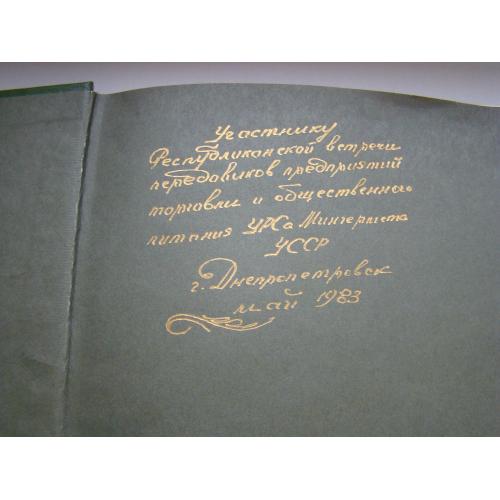 Участнику
Республиканской встречи
передовиков предприятий
торговли и общественного
питания УРСа Минчермета
УССР
г. Днепропетровск
май 1983